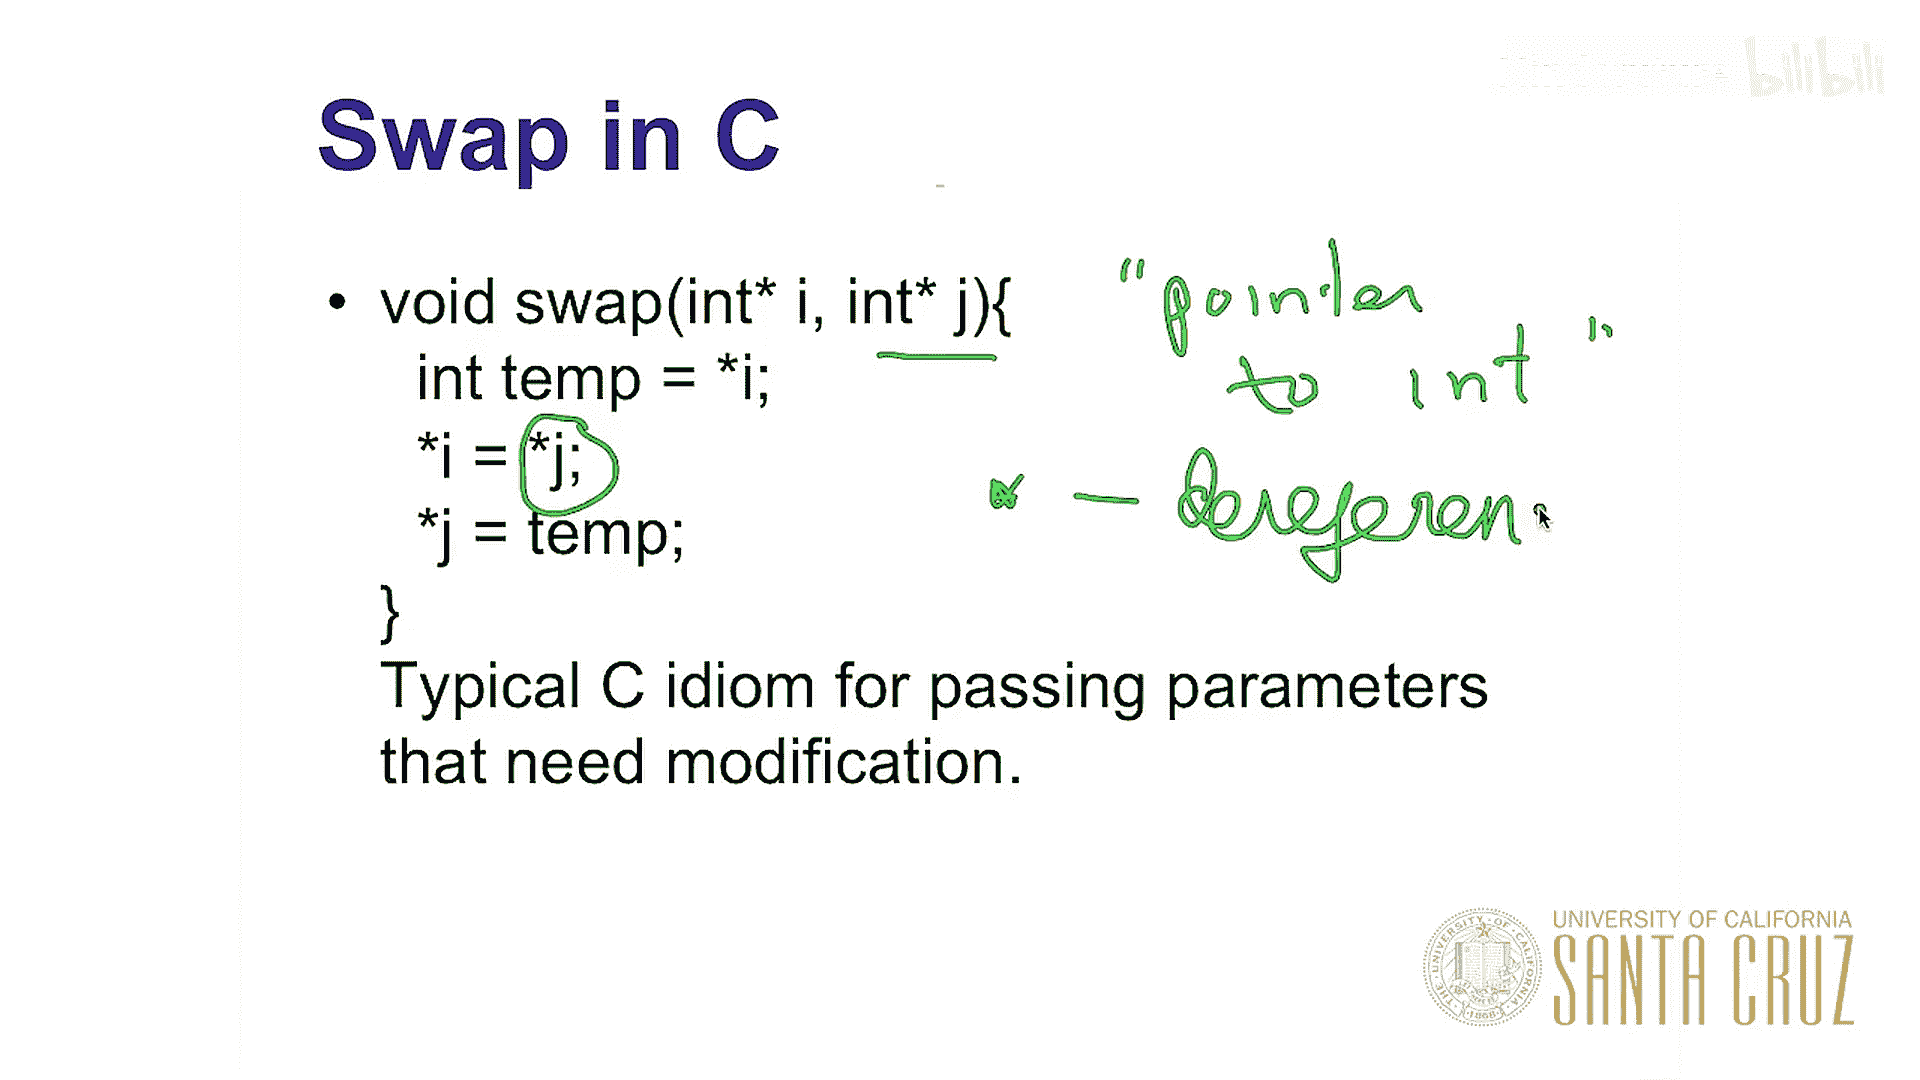 bilibili
Swap in C
• void swap(int* i, int* j){
int temp = *i;
*i = *j;
*j = temp;
}
Typical C idiom for passing parameters
that need modification.
"pointer
to int"
* — dereferen
UNIVERSITY OF CALIFORNIA
SANTA CRUZ